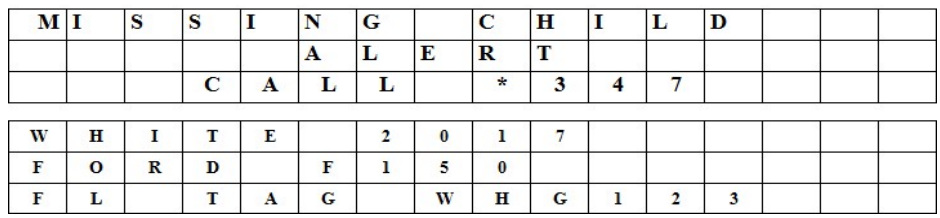 MISSING CHILD
ALERT
CALL *347
WHITE 2017
FORD F150
FL TAG WHG123